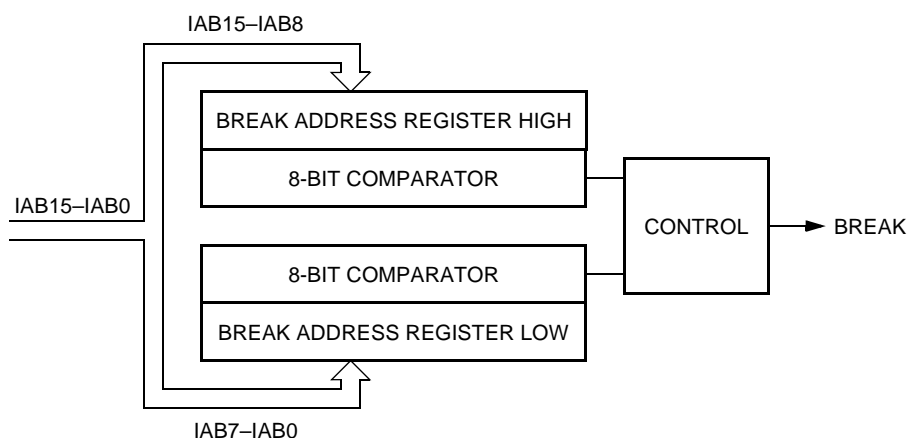 IAB15–IAB8
BREAK ADDRESS REGISTER HIGH
8-BIT COMPARATOR
IAB15–IAB0
CONTROL
BREAK
8-BIT COMPARATOR
BREAK ADDRESS REGISTER LOW
IAB7–IAB0